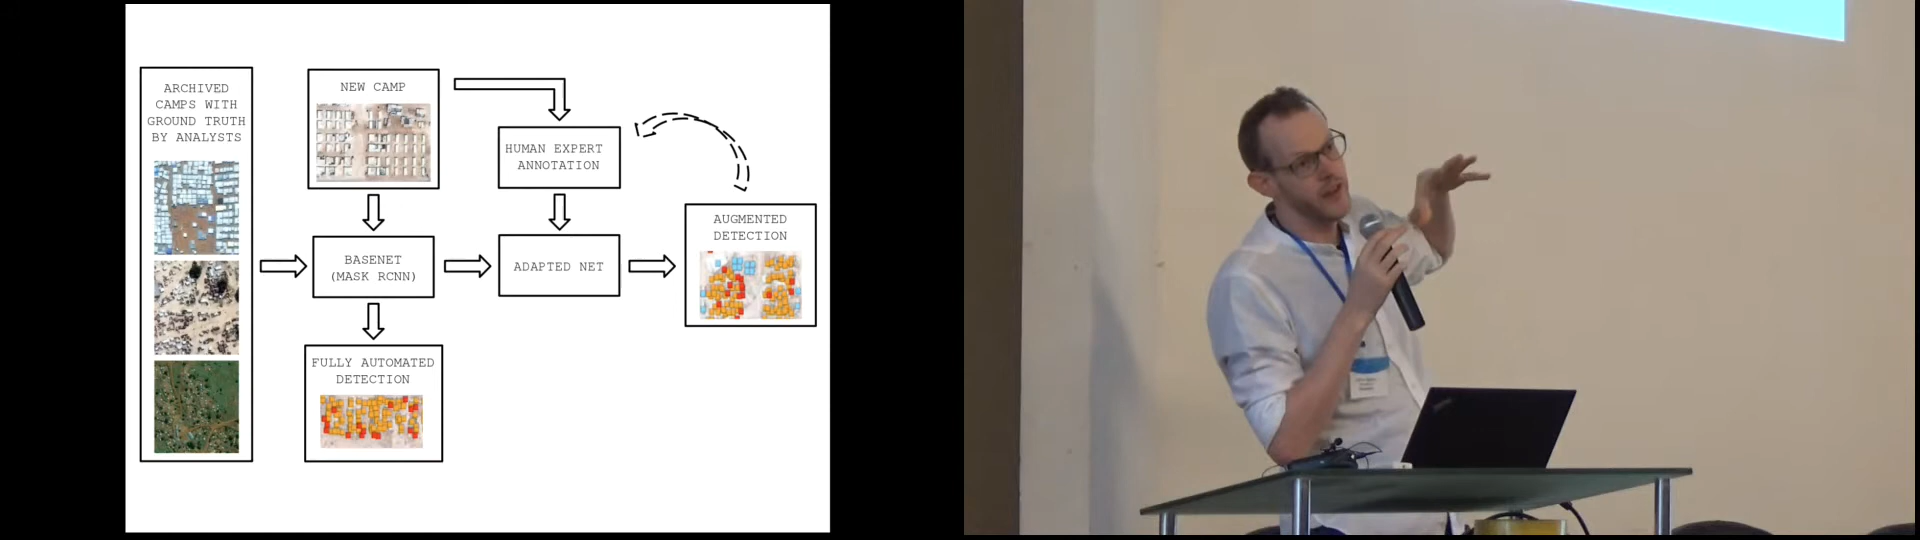 ARCHIVED
CAMPS WITH
GROUND TRUTH
BY ANALYSTS
NEW CAMP
HUMAN EXPERT
ANNOTATION
BASENET
(MASK RCNN)
ADAPTED NET
AUGMENTED
DETECTION
FULLY AUTOMATED
DETECTION